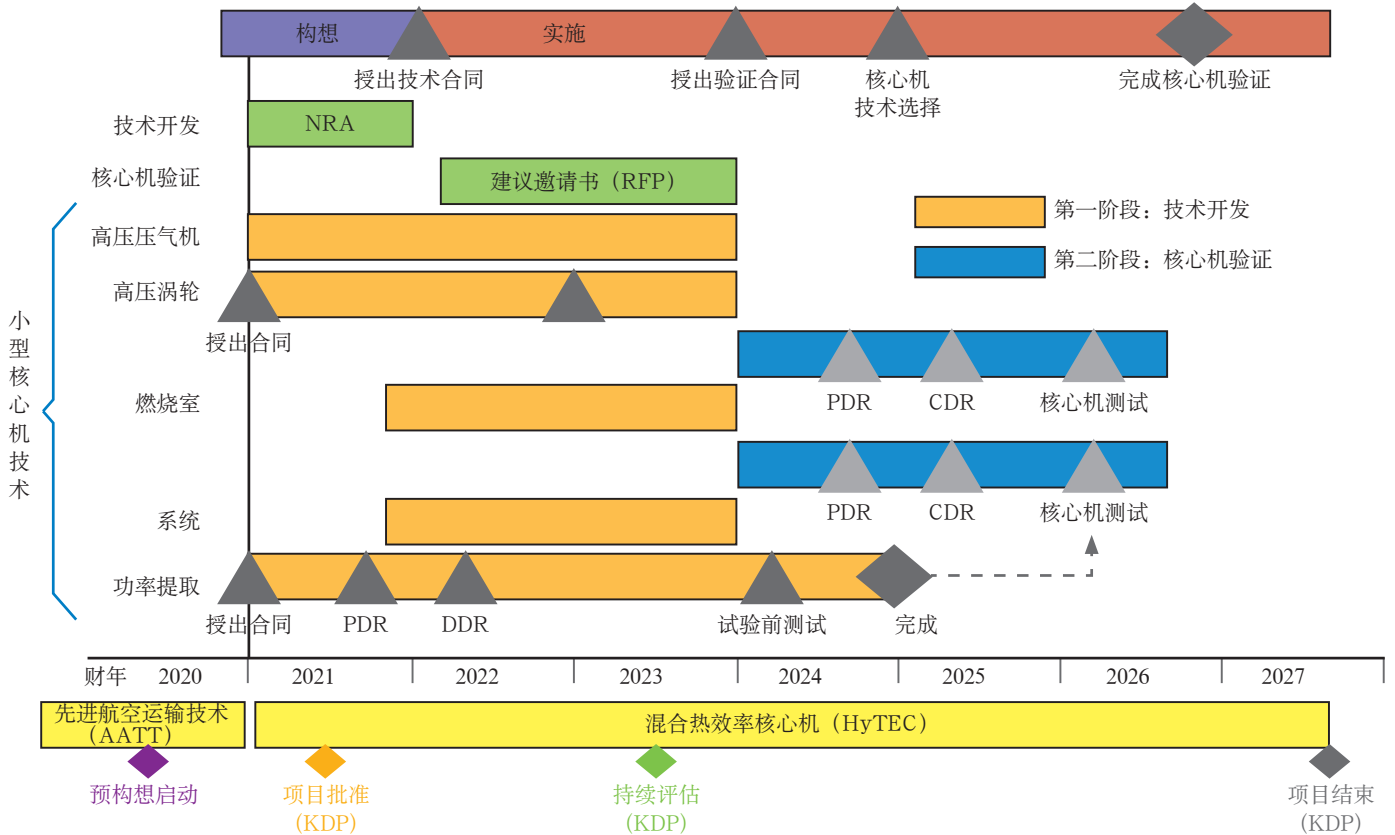 构想
实施
授出技术合同
授出验证合同
核心机
技术选择
完成核心机验证
技术开发
NRA
核心机验证
建议邀请书（RFP）
高压压气机
第一阶段：技术开发
第二阶段：核心机验证
高压涡轮
授出合同
小型核心机技术
燃烧室
PDR
CDR
核心机测试
系统
PDR
CDR
核心机测试
功率提取
授出合同
PDR
DDR
试验前测试
完成
财年 2020 2021 2022 2023 2024 2025 2026 2027
先进航空运输技术
（AATT）
混合热效率核心机（HyTEC）
预构想启动
项目批准
(KDP)
持续评估
(KDP)
项目结束
(KDP)